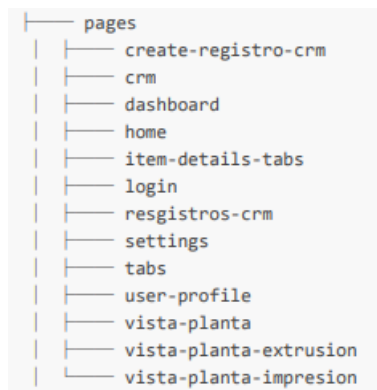 ├── pages
│ ├── create-registro-crm
│ ├── crm
│ ├── dashboard
│ ├── home
│ ├── item-details-tabs
│ ├── login
│ ├── resgistros-crm
│ ├── settings
│ ├── tabs
│ ├── user-profile
│ ├── vista-planta
│ ├── vista-planta-extrusion
│ └── vista-planta-impresion